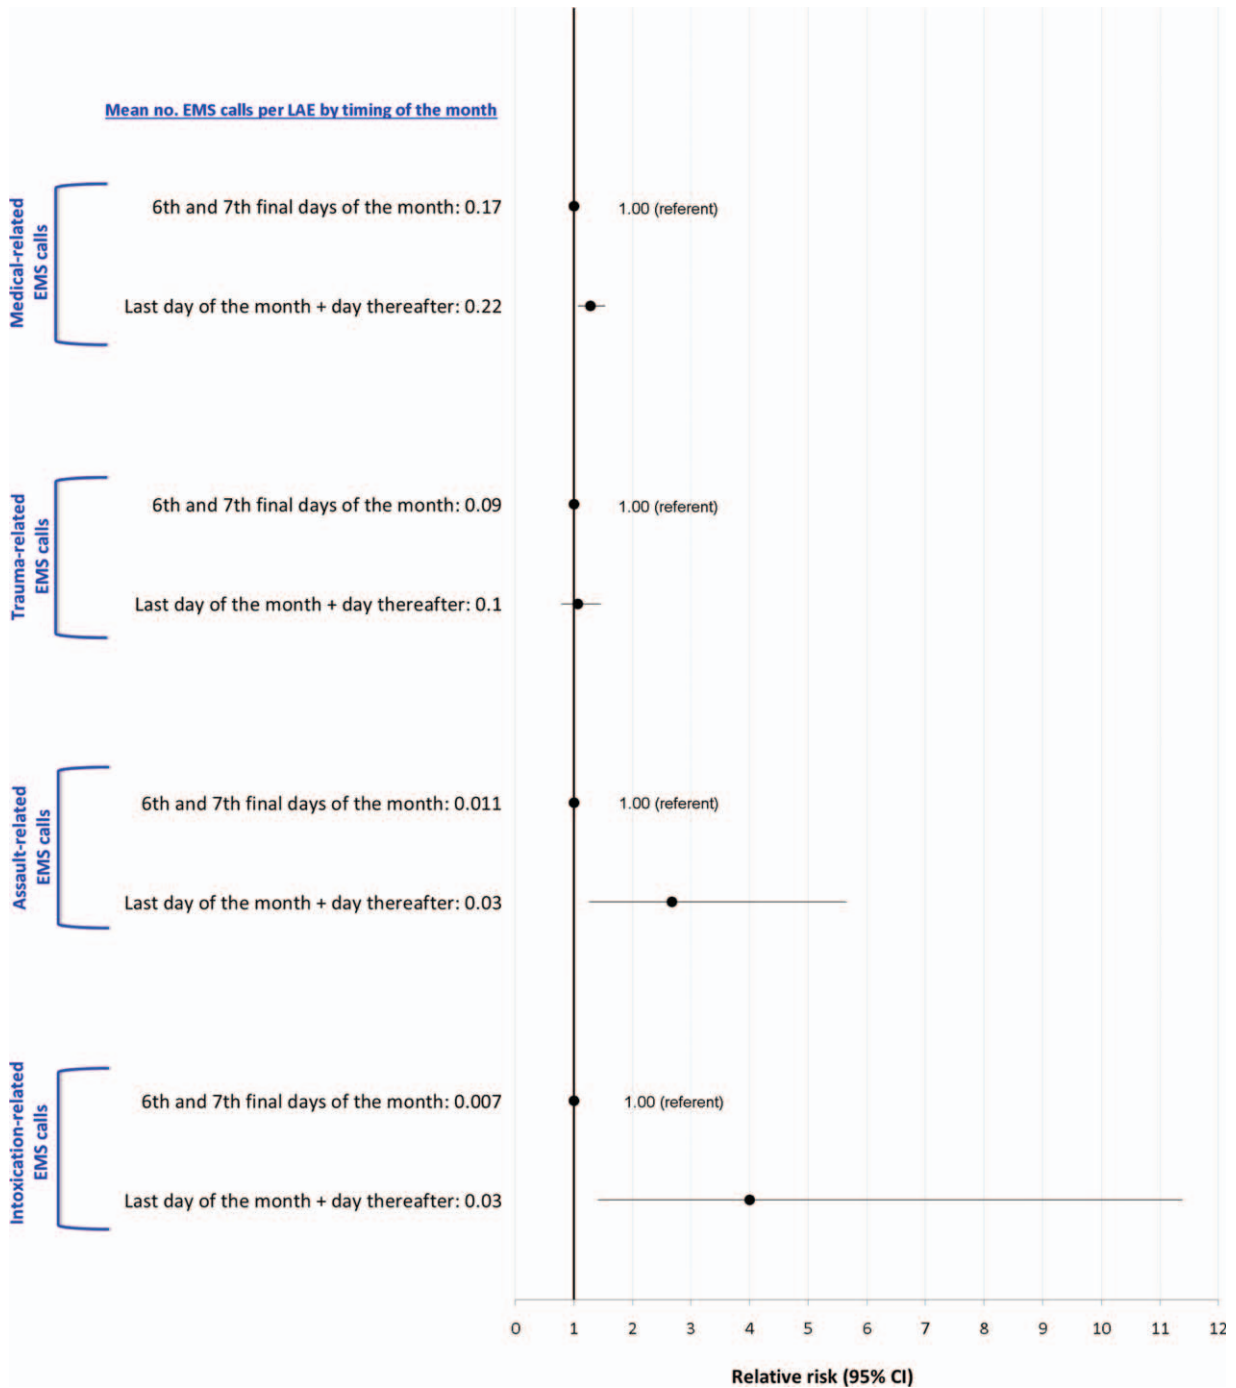 Mean no. EMS calls per LAE by timing of the month
Medical-related
EMS calls
6th and 7th final days of the month: 0.17
1.00 (referent)
Last day of the month + day thereafter: 0.22
Trauma-related
EMS calls
6th and 7th final days of the month: 0.09
1.00 (referent)
Last day of the month + day thereafter: 0.1
Assault-related
EMS calls
6th and 7th final days of the month: 0.011
1.00 (referent)
Last day of the month + day thereafter: 0.03
Intoxication-related
EMS calls
6th and 7th final days of the month: 0.007
1.00 (referent)
Last day of the month + day thereafter: 0.03
0 1 2 3 4 5 6 7 8 9 10 11 12
Relative risk (95% CI)